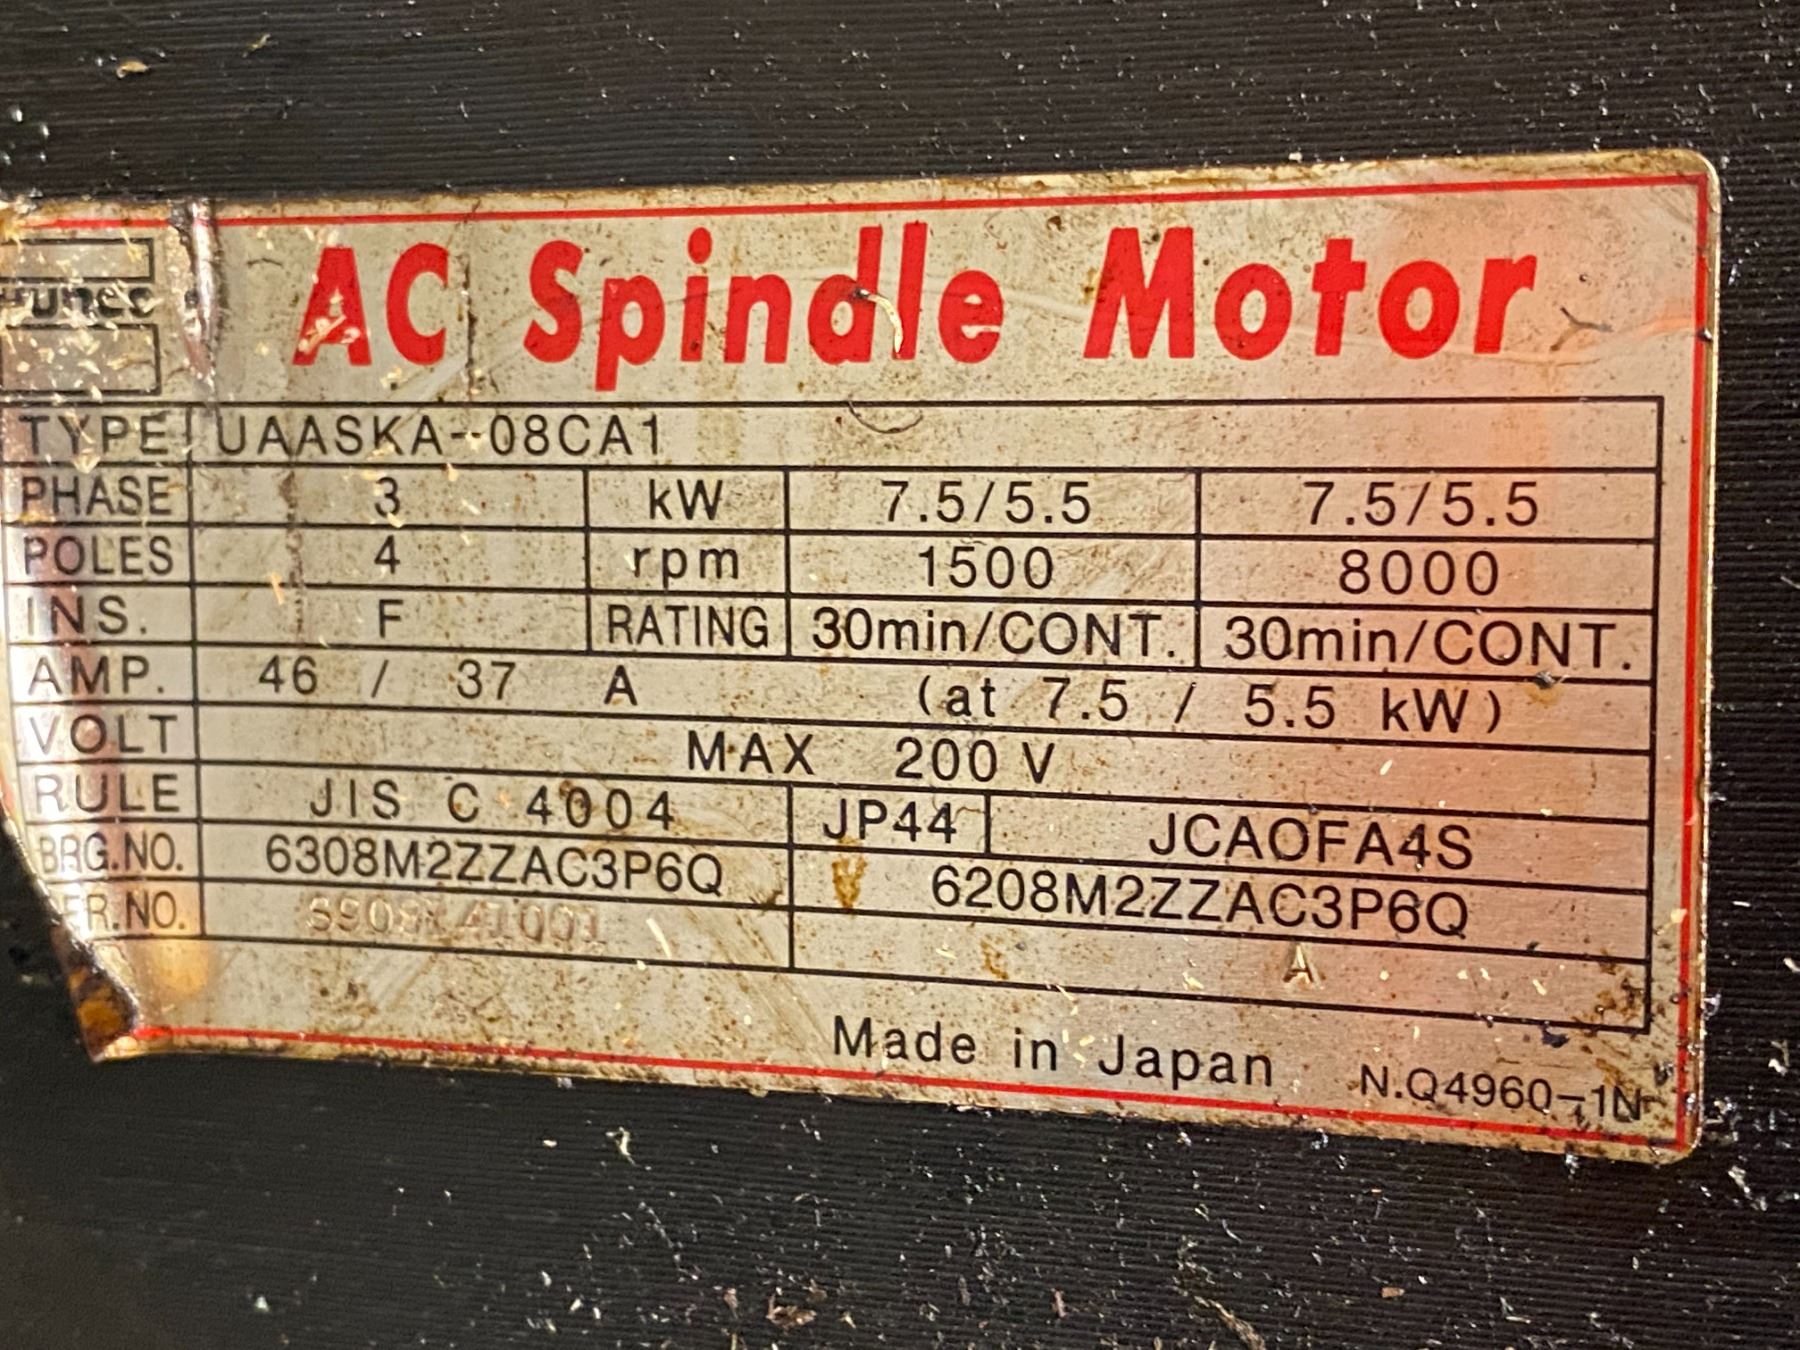 AC Spindle Motor
TYPE UAASKA-08CA1
PHASE 3 kW 7.5/5.5 7.5/5.5
POLES 4 rpm 1500 8000
INS. F RATING 30min/CONT. 30min/CONT.
AMP. 46 / 37 A (at 7.5 / 5.5 kW)
VOLT MAX 200 V
RULE JIS C 4004 JP44 JCAOFA4S
BRG.NO. 6308M2ZZAC3P6Q 6208M2ZZAC3P6Q
ER.NO. A
Made in Japan N.Q4960-1N